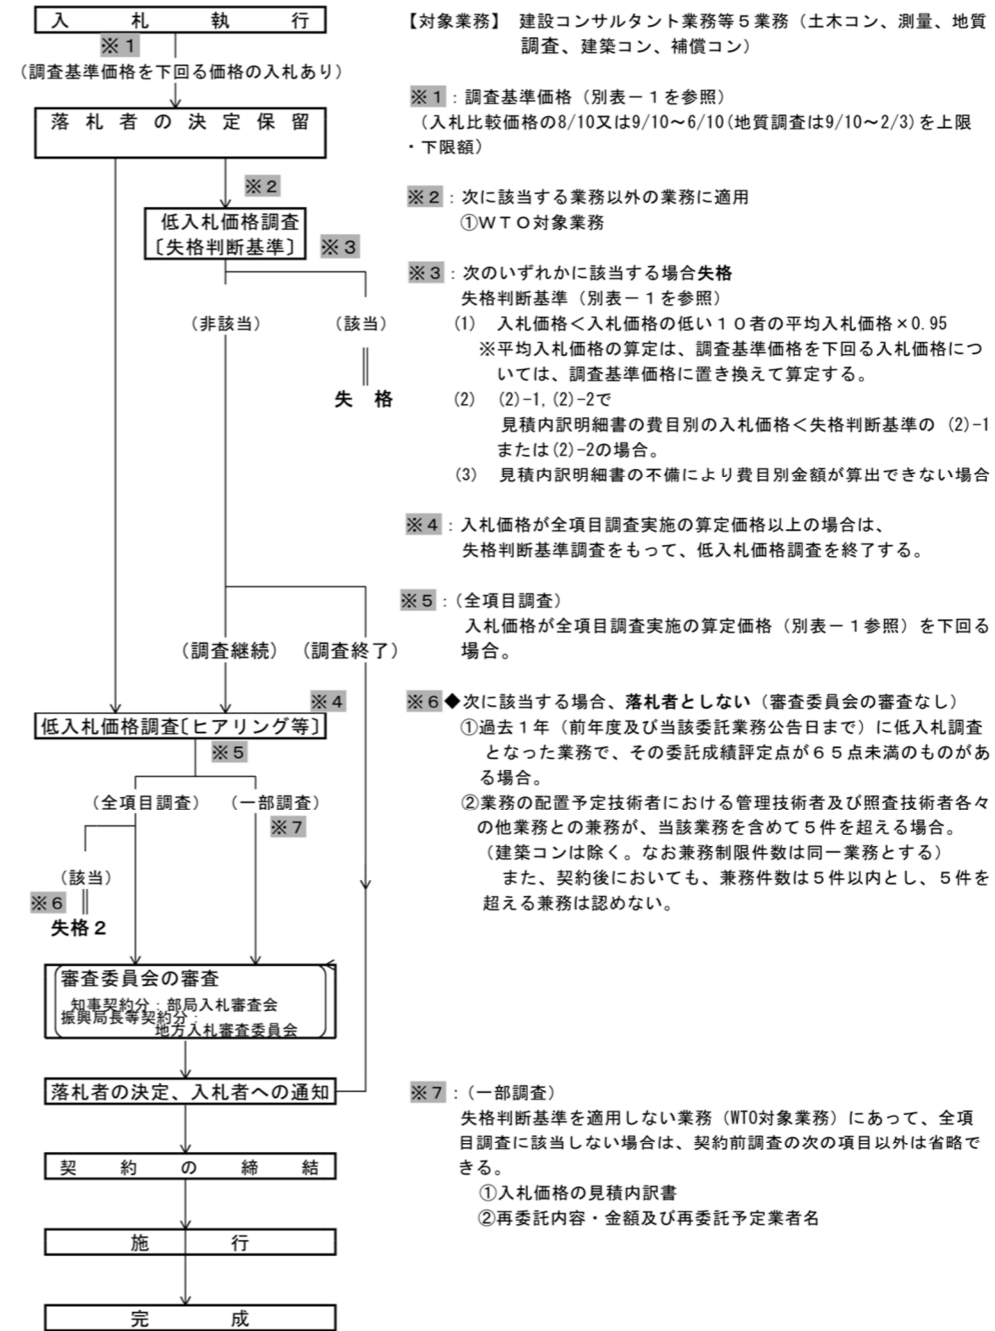 入札執行
※１
（調査基準価格を下回る価格の入札あり）
落札者の決定保留
※２
低入札価格調査
〔失格判断基準〕
※３
（非該当）
（該当）
失格
（調査継続）
（調査終了）
※４
低入札価格調査〔ヒアリング等〕
※５
（全項目調査）
（一部調査）
※７
（該当）
※６
失格２
審査委員会の審査
知事契約分：部局入札審査会
振興局長等契約分：
地方入札審査委員会
落札者の決定、入札者への通知
契約の締結
施行
完成
【対象業務】 建設コンサルタント業務等５業務（土木コン、測量、地質
調査、建築コン、補償コン）
※１：調査基準価格（別表－１を参照）
（入札比較価格の8/10又は9/10～6/10(地質調査は9/10～2/3)を上限
・下限額）
※２：次に該当する業務以外の業務に適用
①ＷＴＯ対象業務
※３：次のいずれかに該当する場合失格
失格判断基準（別表－１を参照）
(1) 入札価格＜入札価格の低い１０者の平均入札価格×0.95
※平均入札価格の算定は、調査基準価格を下回る入札価格につ
いては、調査基準価格に置き換えて算定する。
(2) (2)-1,(2)-2で
見積内訳明細書の費目別の入札価格＜失格判断基準の (2)-1
または(2)-2の場合。
(3) 見積内訳明細書の不備により費目別金額が算出できない場合
※４：入札価格が全項目調査実施の算定価格以上の場合は、
失格判断基準調査をもって、低入札価格調査を終了する。
※５：（全項目調査）
入札価格が全項目調査実施の算定価格（別表－１参照）を下回る
場合。
※６◆次に該当する場合、落札者としない（審査委員会の審査なし）
①過去１年（前年度及び当該委託業務公告日まで）に低入札調査
となった業務で、その委託成績評定点が６５点未満のものがあ
る場合。
②業務の配置予定技術者における管理技術者及び照査技術者各々
の他業務との兼務が、当該業務を含めて５件を超える場合。
（建築コンは除く。なお兼務制限件数は同一業務とする）
また、契約後においても、兼務件数は５件以内とし、５件を
超える兼務は認めない。
※７：（一部調査）
失格判断基準を適用しない業務（WTO対象業務）にあって、全項
目調査に該当しない場合は、契約前調査の次の項目以外は省略で
きる。
①入札価格の見積内訳書
②再委託内容・金額及び再委託予定業者名